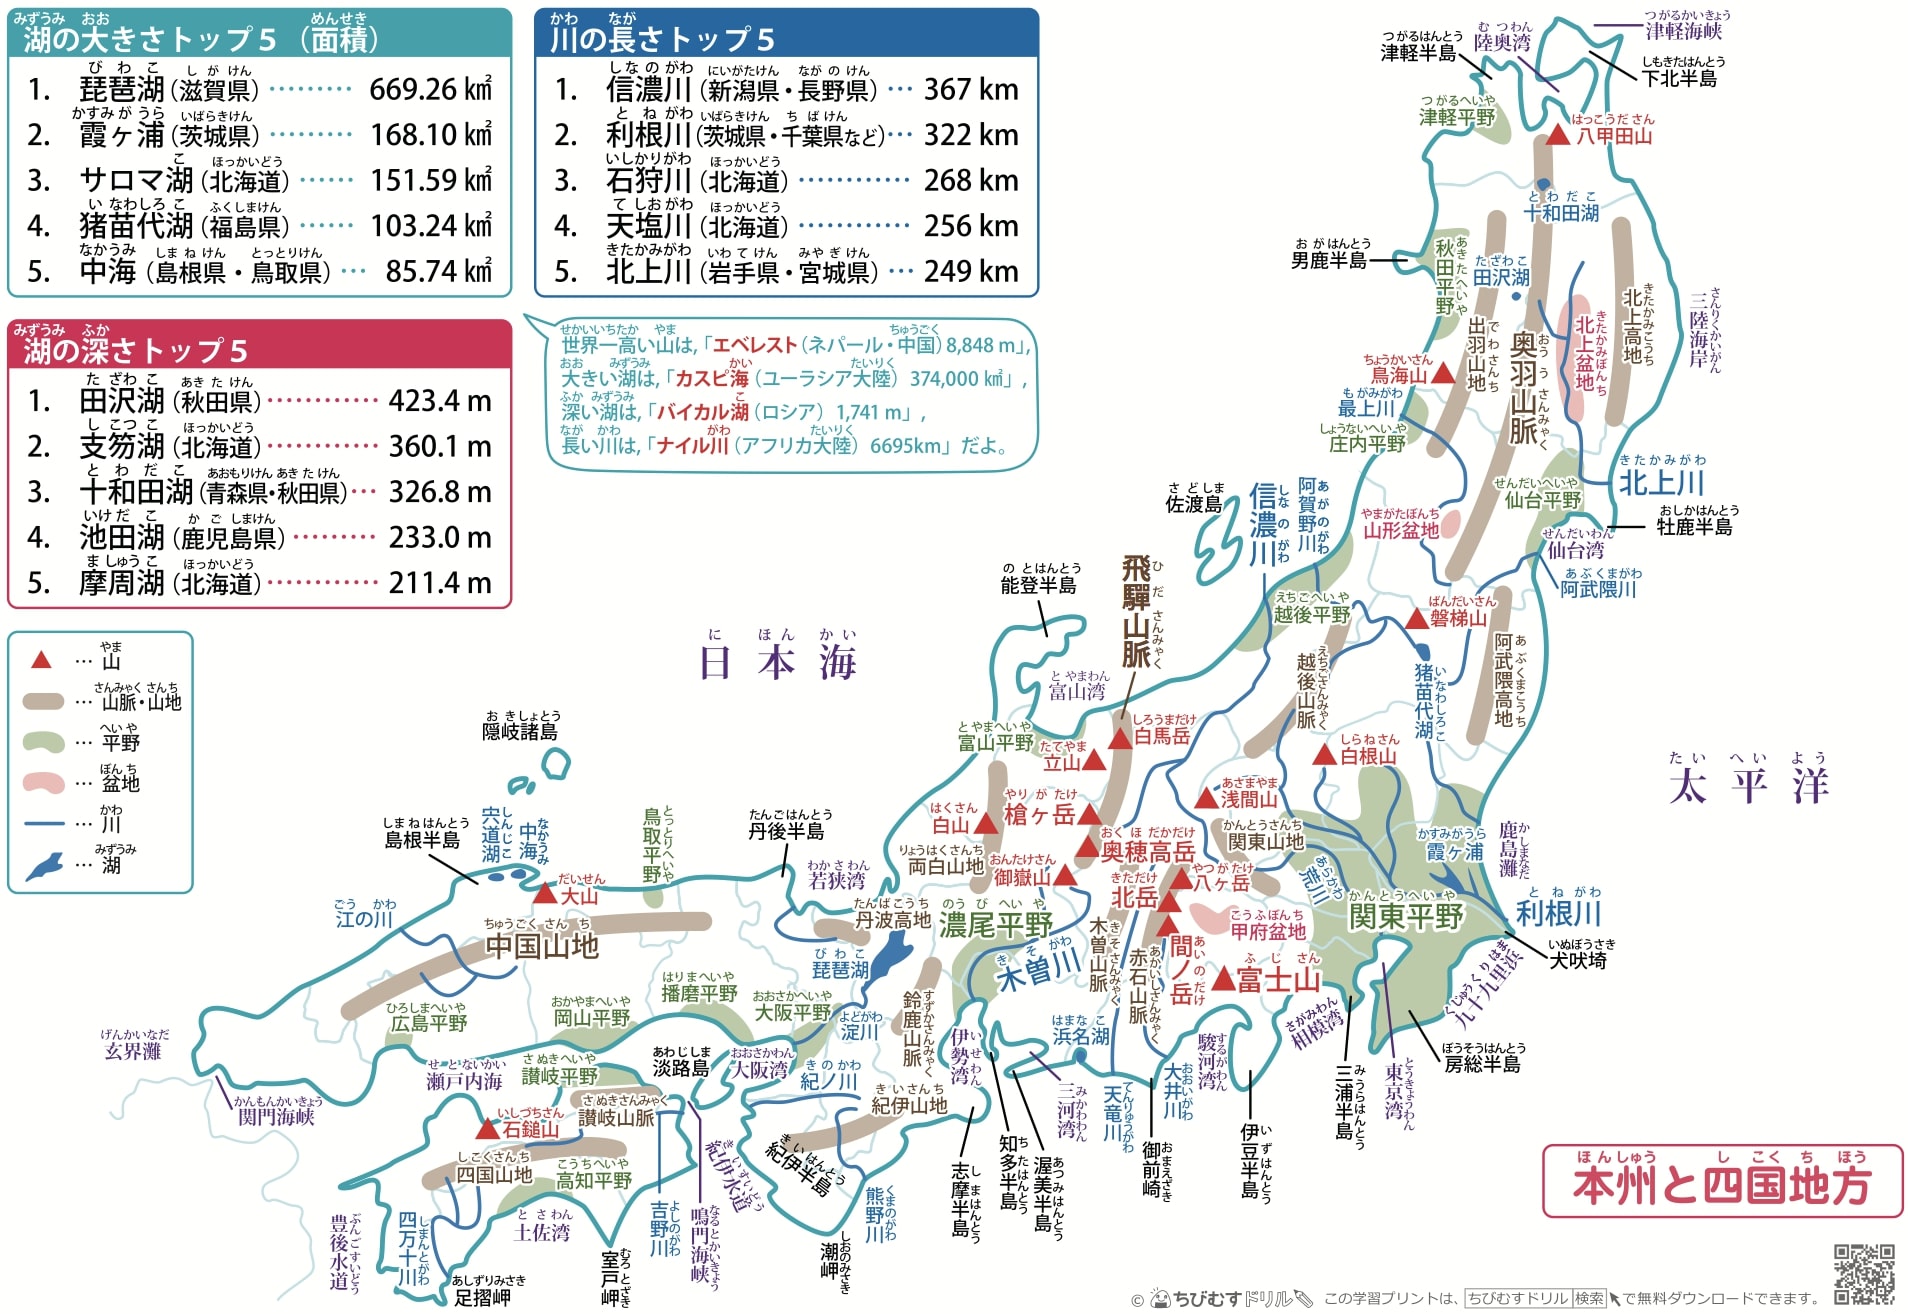 湖の大きさトップ5（面積）
1. 琵琶湖（滋賀県）……… 669.26 ㎢
2. 霞ヶ浦（茨城県）……… 168.10 ㎢
3. サロマ湖（北海道）…… 151.59 ㎢
4. 猪苗代湖（福島県）…… 103.24 ㎢
5. 中海（島根県・鳥取県）… 85.74 ㎢
川の長さトップ5
1. 信濃川（新潟県・長野県）… 367 km
2. 利根川（茨城県・千葉県など）… 322 km
3. 石狩川（北海道）………… 268 km
4. 天塩川（北海道）………… 256 km
5. 北上川（岩手県・宮城県）… 249 km
湖の深さトップ5
1. 田沢湖（秋田県）………… 423.4 m
2. 支笏湖（北海道）………… 360.1 m
3. 十和田湖（青森県・秋田県）… 326.8 m
4. 池田湖（鹿児島県）……… 233.0 m
5. 摩周湖（北海道）………… 211.4 m
世界一高い山は,「エベレスト（ネパール・中国）8,848 m」,
大きい湖は,「カスピ海（ユーラシア大陸）374,000 ㎢」,
深い湖は,「バイカル湖（ロシア）1,741 m」,
長い川は,「ナイル川（アフリカ大陸）6695km」だよ。
… 山
… 山脈・山地
… 平野
… 盆地
… 川
… 湖
津軽海峡
陸奥湾
津軽半島
下北半島
津軽平野
八甲田山
十和田湖
男鹿半島
秋田平野
田沢湖
出羽山地
奥羽山脈
北上盆地
北上高地
三陸海岸
鳥海山
最上川
庄内平野
北上川
仙台平野
山形盆地
牡鹿半島
仙台湾
阿武隈川
佐渡島
信濃川
阿賀野川
越後平野
磐梯山
阿武隈高地
越後山脈
猪苗代湖
能登半島
飛驒山脈
日本海
富山湾
富山平野
立山
白馬岳
白根山
太平洋
白山
槍ヶ岳
浅間山
奥穂高岳
関東山地
両白山地
御嶽山
北岳
八ヶ岳
霞ヶ浦
鹿島灘
荒川
関東平野
利根川
犬吠埼
九十九里浜
甲府盆地
間ノ岳
富士山
木曽山脈
赤石山脈
濃尾平野
木曽川
隠岐諸島
島根半島
宍道湖
中海
鳥取平野
丹後半島
若狭湾
大山
江の川
中国山地
丹波高地
琵琶湖
鈴鹿山脈
広島平野
岡山平野
播磨平野
大阪平野
淀川
伊勢湾
浜名湖
駿河湾
相模湾
房総半島
玄界灘
関門海峡
瀬戸内海
讃岐平野
淡路島
大阪湾
紀ノ川
紀伊山地
讃岐山脈
石鎚山
四国山地
高知平野
土佐湾
豊後水道
四万十川
足摺岬
室戸岬
吉野川
鳴門海峡
紀伊水道
紀伊半島
潮岬
熊野川
志摩半島
知多半島
渥美半島
三河湾
天竜川
御前崎
大井川
伊豆半島
三浦半島
東京湾
本州と四国地方
© ちびむすドリル この学習プリントは、ちびむすドリル 検索 で無料ダウンロードできます。